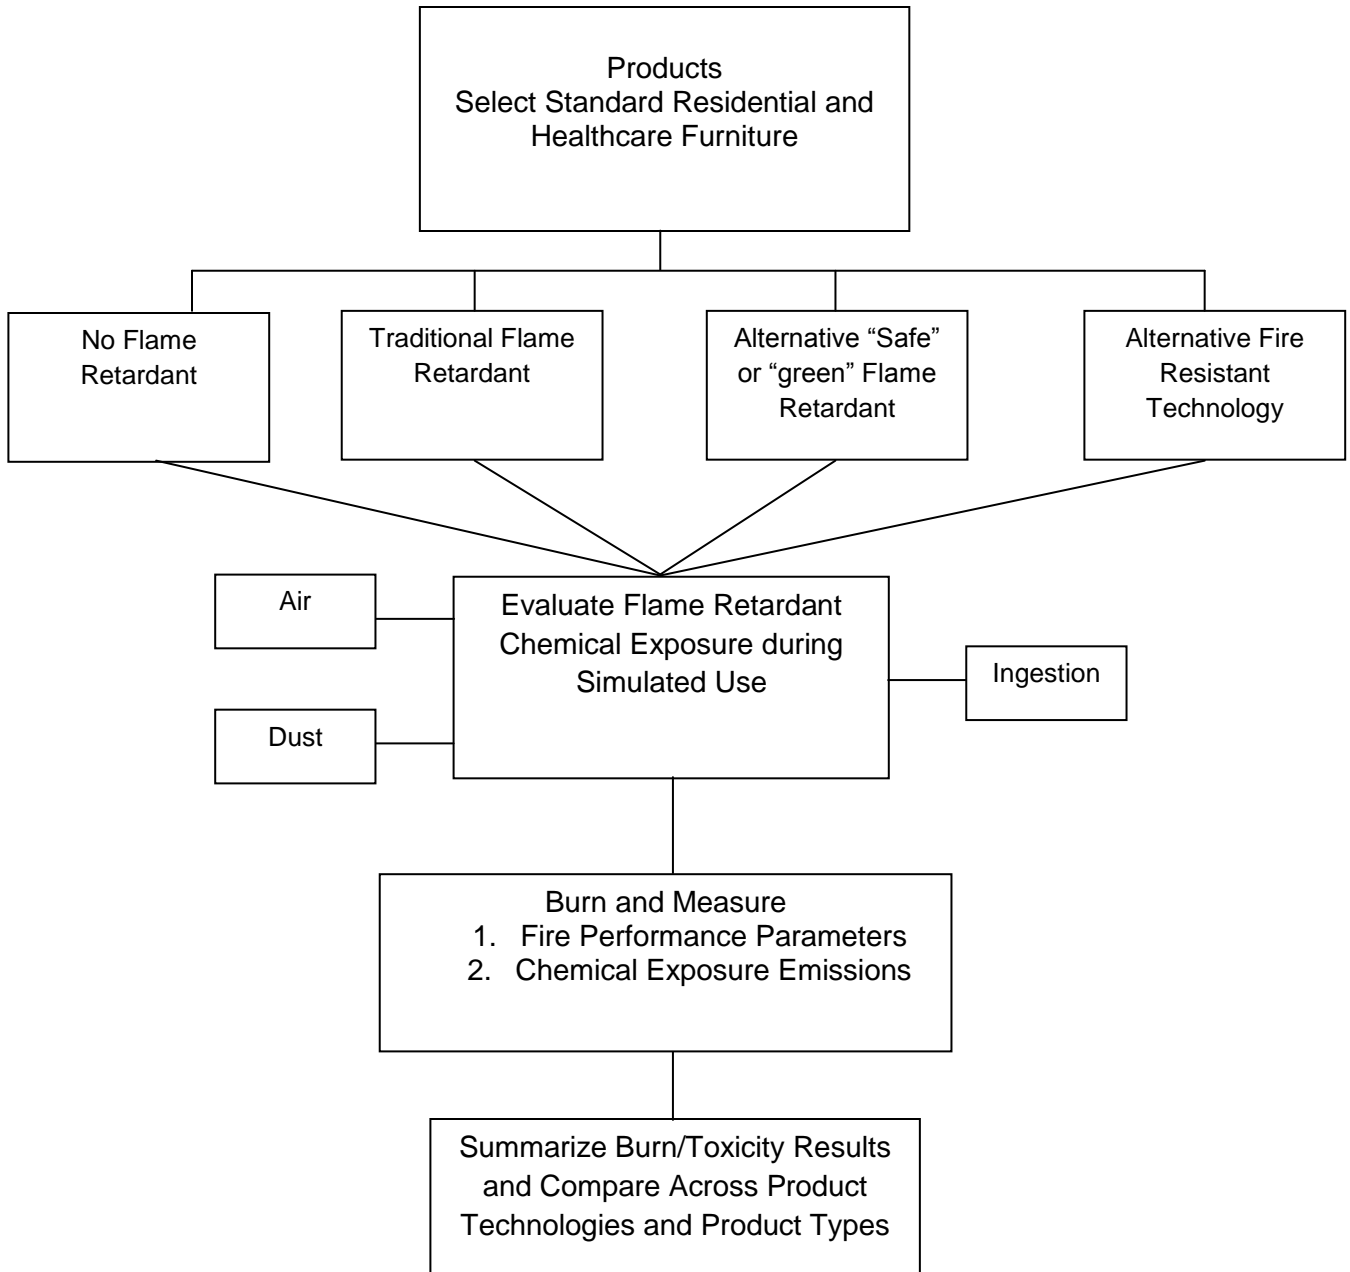 Products
Select Standard Residential and
Healthcare Furniture
No Flame
Retardant
Traditional Flame
Retardant
Alternative “Safe”
or “green” Flame
Retardant
Alternative Fire
Resistant
Technology
Air
Dust
Evaluate Flame Retardant
Chemical Exposure during
Simulated Use
Ingestion
Burn and Measure
1. Fire Performance Parameters
2. Chemical Exposure Emissions
Summarize Burn/Toxicity Results
and Compare Across Product
Technologies and Product Types